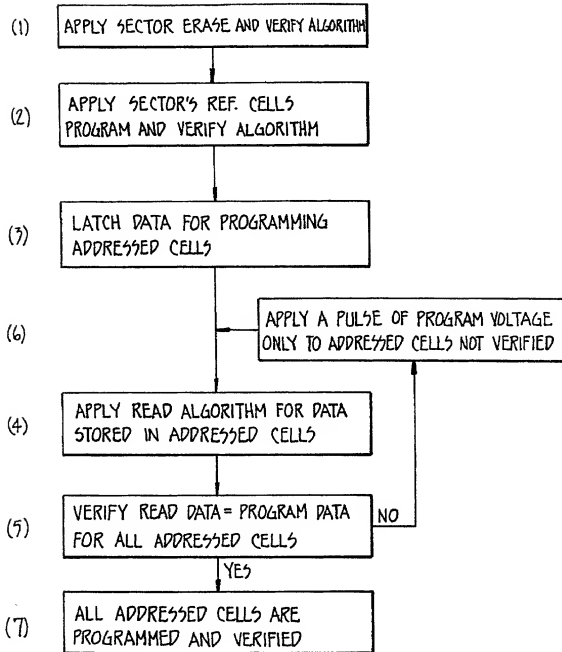 (1)
APPLY SECTOR ERASE AND VERIFY ALGORITHM
(2)
APPLY SECTOR'S REF. CELLS
PROGRAM AND VERIFY ALGORITHM
(3)
LATCH DATA FOR PROGRAMMING
ADDRESSED CELLS
(6)
APPLY A PULSE OF PROGRAM VOLTAGE
ONLY TO ADDRESSED CELLS NOT VERIFIED
(4)
APPLY READ ALGORITHM FOR DATA
STORED IN ADDRESSED CELLS
(5)
VERIFY READ DATA = PROGRAM DATA
FOR ALL ADDRESSED CELLS
NO
YES
(7)
ALL ADDRESSED CELLS ARE
PROGRAMMED AND VERIFIED